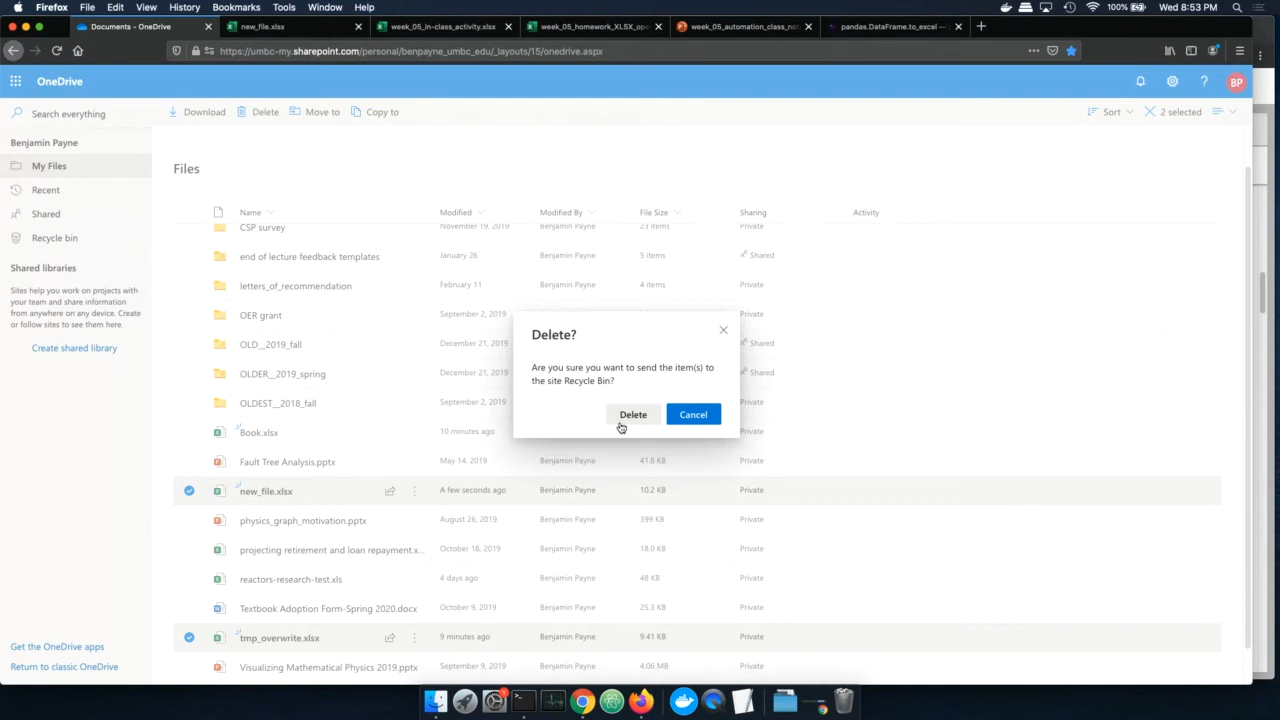 Firefox File Edit View History Bookmarks Tools Window Help 100% Wed 8:53 PM
Documents - OneDrive new_file.xlsx week_05_in-class_activity.xlsx week_05_homework_XLSX_op week_05_automation_class_not pandas.DataFrame.to_excel —
https://umbc-my.sharepoint.com/personal/benpayne_umbc_edu/_layouts/15/onedrive.aspx
OneDrive ? BP
Search everything Download Delete Move to Copy to Sort 2 selected
Benjamin Payne
My Files
Recent
Shared
Recycle bin
Shared libraries
Sites help you work on projects with
your team and share information
from anywhere on any device. Create
or follow sites to see them here.
Create shared library
Get the OneDrive apps
Return to classic OneDrive
Files
Name Modified Modified By File Size Sharing Activity
CSP survey November 19, 2019 Benjamin Payne 23 items Private
end of lecture feedback templates January 26 Benjamin Payne 5 items Shared
letters_of_recommendation February 11 Benjamin Payne 4 items Private
OER grant September 2, 2019 Private
OLD__2019_fall December 21, 2019 Shared
OLDER__2019_spring December 21, 2019 Shared
OLDEST__2018_fall September 2, 2019 Private
Book.xlsx 10 minutes ago Private
Fault Tree Analysis.pptx May 14, 2019 Benjamin Payne 41.8 KB Private
new_file.xlsx A few seconds ago Benjamin Payne 10.2 KB Private
physics_graph_motivation.pptx August 26, 2019 Benjamin Payne 399 KB Private
projecting retirement and loan repayment.x... October 18, 2019 Benjamin Payne 18.0 KB Private
reactors-research-test.xls 4 days ago Benjamin Payne 48 KB Private
Textbook Adoption Form-Spring 2020.docx October 9, 2019 Benjamin Payne 25.3 KB Private
tmp_overwrite.xlsx 9 minutes ago Benjamin Payne 9.41 KB Private
Visualizing Mathematical Physics 2019.pptx September 9, 2019 Benjamin Payne 4.06 MB Private
Delete?
Are you sure you want to send the item(s) to
the site Recycle Bin?
Delete Cancel